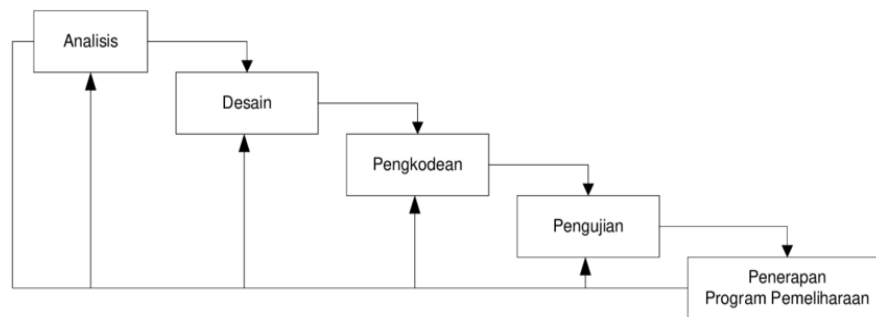 Analisis
Desain
Pengkodean
Pengujian
Penerapan
Program Pemeliharaan